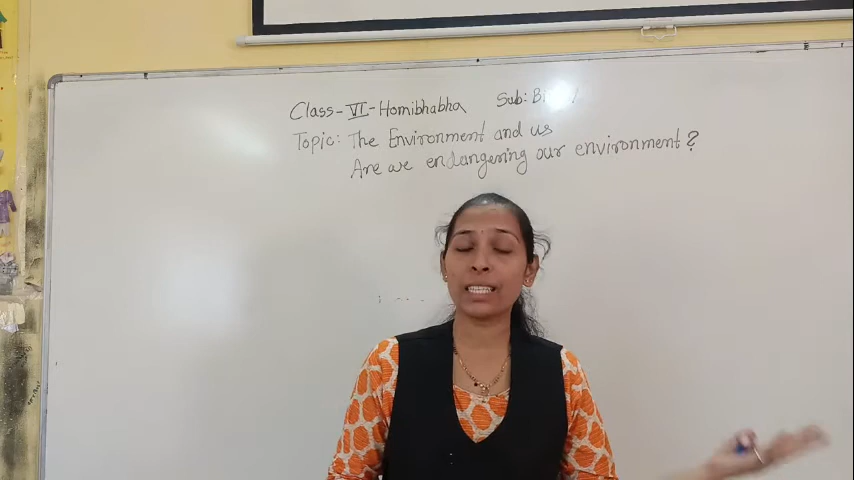 Class-VI-Homibhabha Sub:
Topic: The Environment and us
Are we endangering our environment?